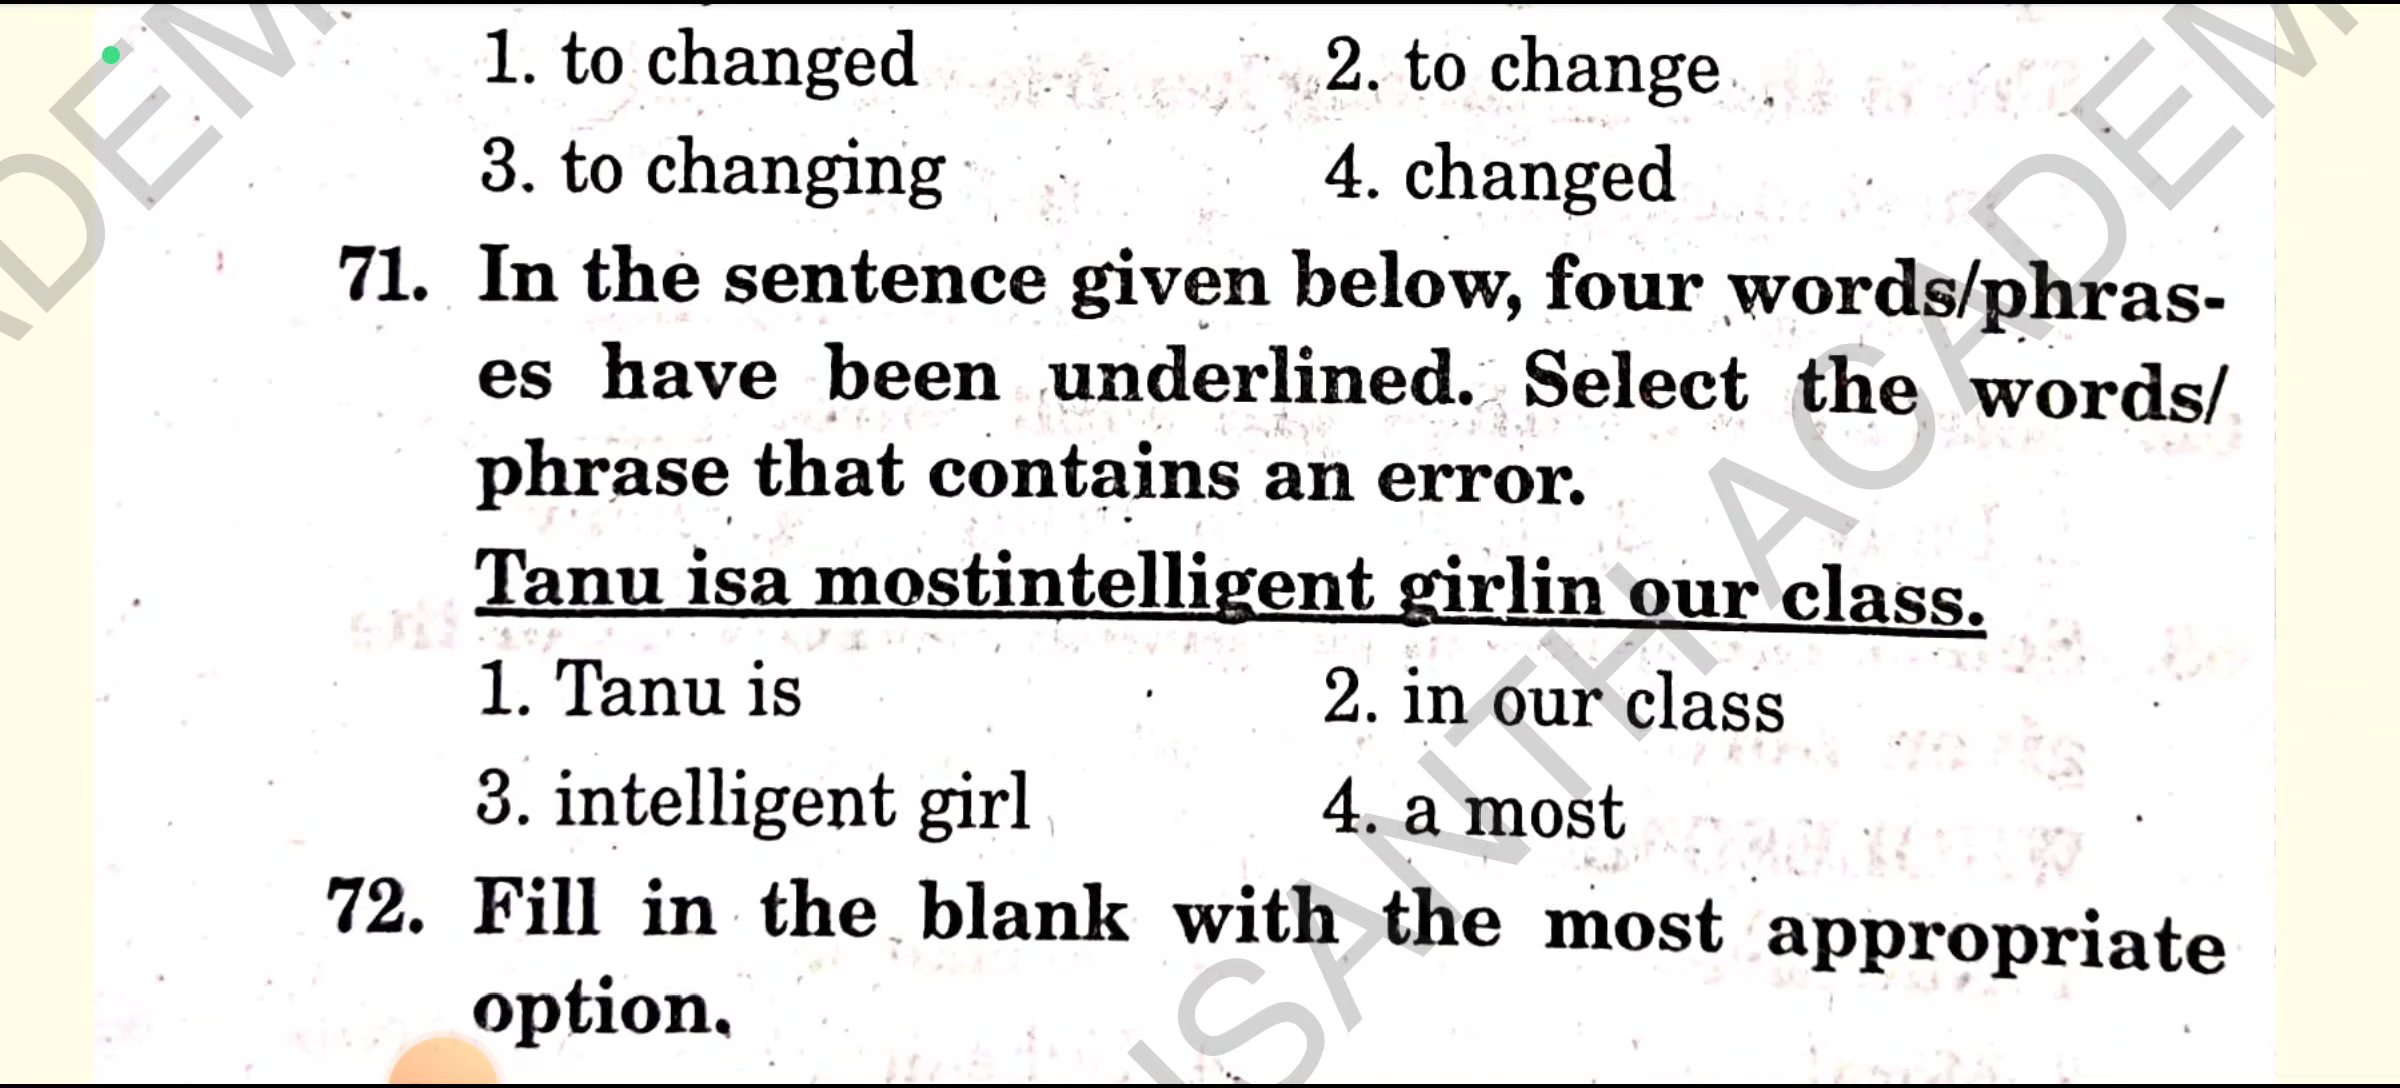 1. to changed 2. to change
3. to changing 4. changed
71. In the sentence given below, four words/phras-
es have been underlined. Select the words/
phrase that contains an error.
Tanu isa mostintelligent girlin our class.
1. Tanu is 2. in our class
3. intelligent girl 4. a most
72. Fill in the blank with the most appropriate
option.
ADEM
ISANTH ACADEM